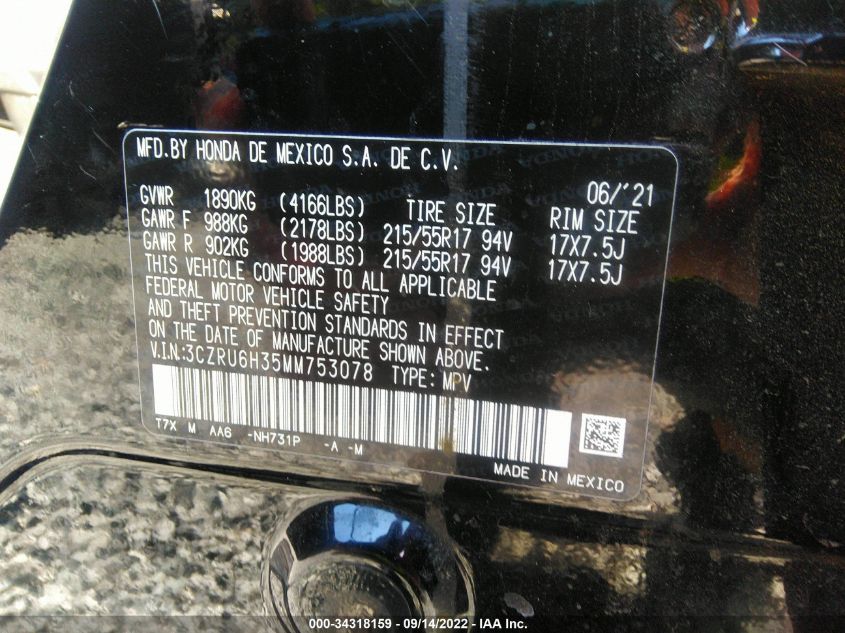 MFD.BY HONDA DE MEXICO S.A. DE C.V.
06/'21
GVWR 1890KG (4166LBS) TIRE SIZE RIM SIZE
GAWR F 988KG (2178LBS) 215/55R17 94V 17X7.5J
GAWR R 902KG (1988LBS) 215/55R17 94V 17X7.5J
THIS VEHICLE CONFORMS TO ALL APPLICABLE
FEDERAL MOTOR VEHICLE SAFETY
AND THEFT PREVENTION STANDARDS IN EFFECT
ON THE DATE OF MANUFACTURE SHOWN ABOVE.
V.I.N:3CZRU6H35MM753078 TYPE: MPV
T7X M AA6 -NH731P -A -M
MADE IN MEXICO
000-34318159 - 09/14/2022 - IAA Inc.